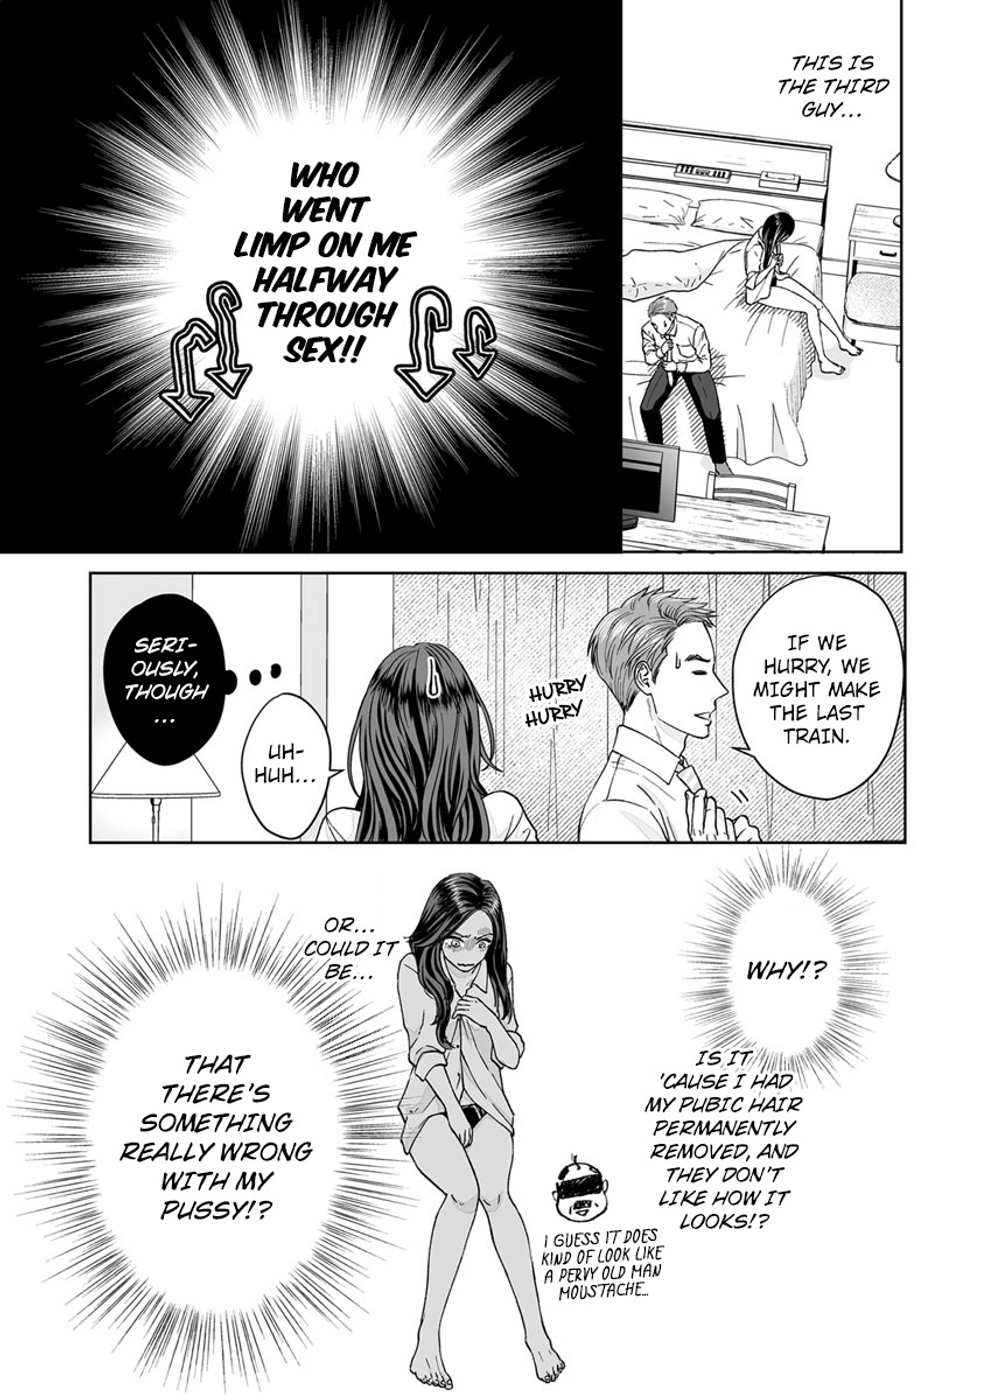 THIS IS
THE THIRD
GUY...
WHO
WENT
LIMP ON ME
HALFWAY
THROUGH
SEX!!
IF WE
HURRY, WE
MIGHT MAKE
THE LAST
TRAIN.
HURRY
HURRY
UH-
HUH...
SERI-
OUSLY,
THOUGH
...
WHY!?
IS IT
'CAUSE I HAD
MY PUBIC HAIR
PERMANENTLY
REMOVED, AND
THEY DON'T
LIKE HOW IT
LOOKS!?
I GUESS IT DOES
KIND OF LOOK LIKE
A PERVY OLD MAN
MOUSTACHE...
OR...
COULD IT
BE...
THAT
THERE'S
SOMETHING
REALLY WRONG
WITH MY
PUSSY!?